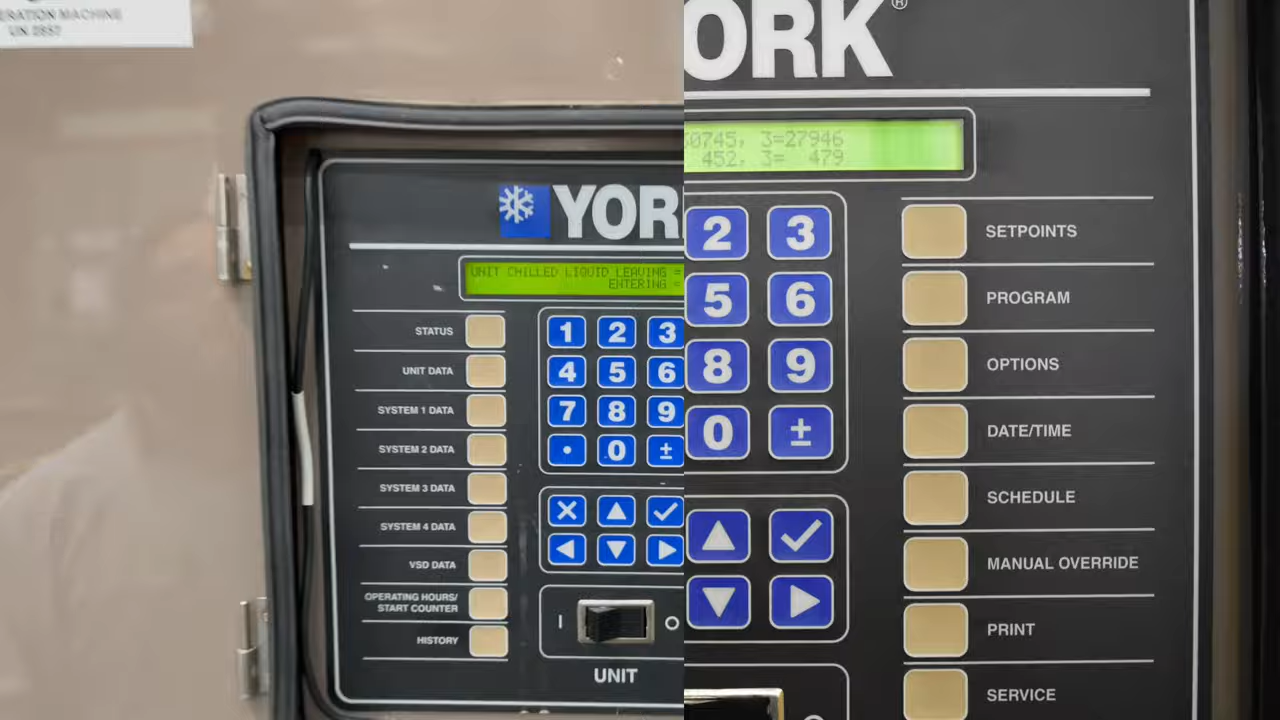 ERATION MACHINE
UN 2857
YOR
UNIT CHILLED LIQUID LEAVING =
ENTERING =
STATUS
UNIT DATA
SYSTEM 1 DATA
SYSTEM 2 DATA
SYSTEM 3 DATA
SYSTEM 4 DATA
VSD DATA
OPERATING HOURS/
START COUNTER
HISTORY
1 2 3
4 5 6
7 8 9
• 0 ±
I O
UNIT
ORK®
0745, 3=27946
452, 3= 479
2 3
5 6
8 9
0 ±
SETPOINTS
PROGRAM
OPTIONS
DATE/TIME
SCHEDULE
MANUAL OVERRIDE
PRINT
SERVICE